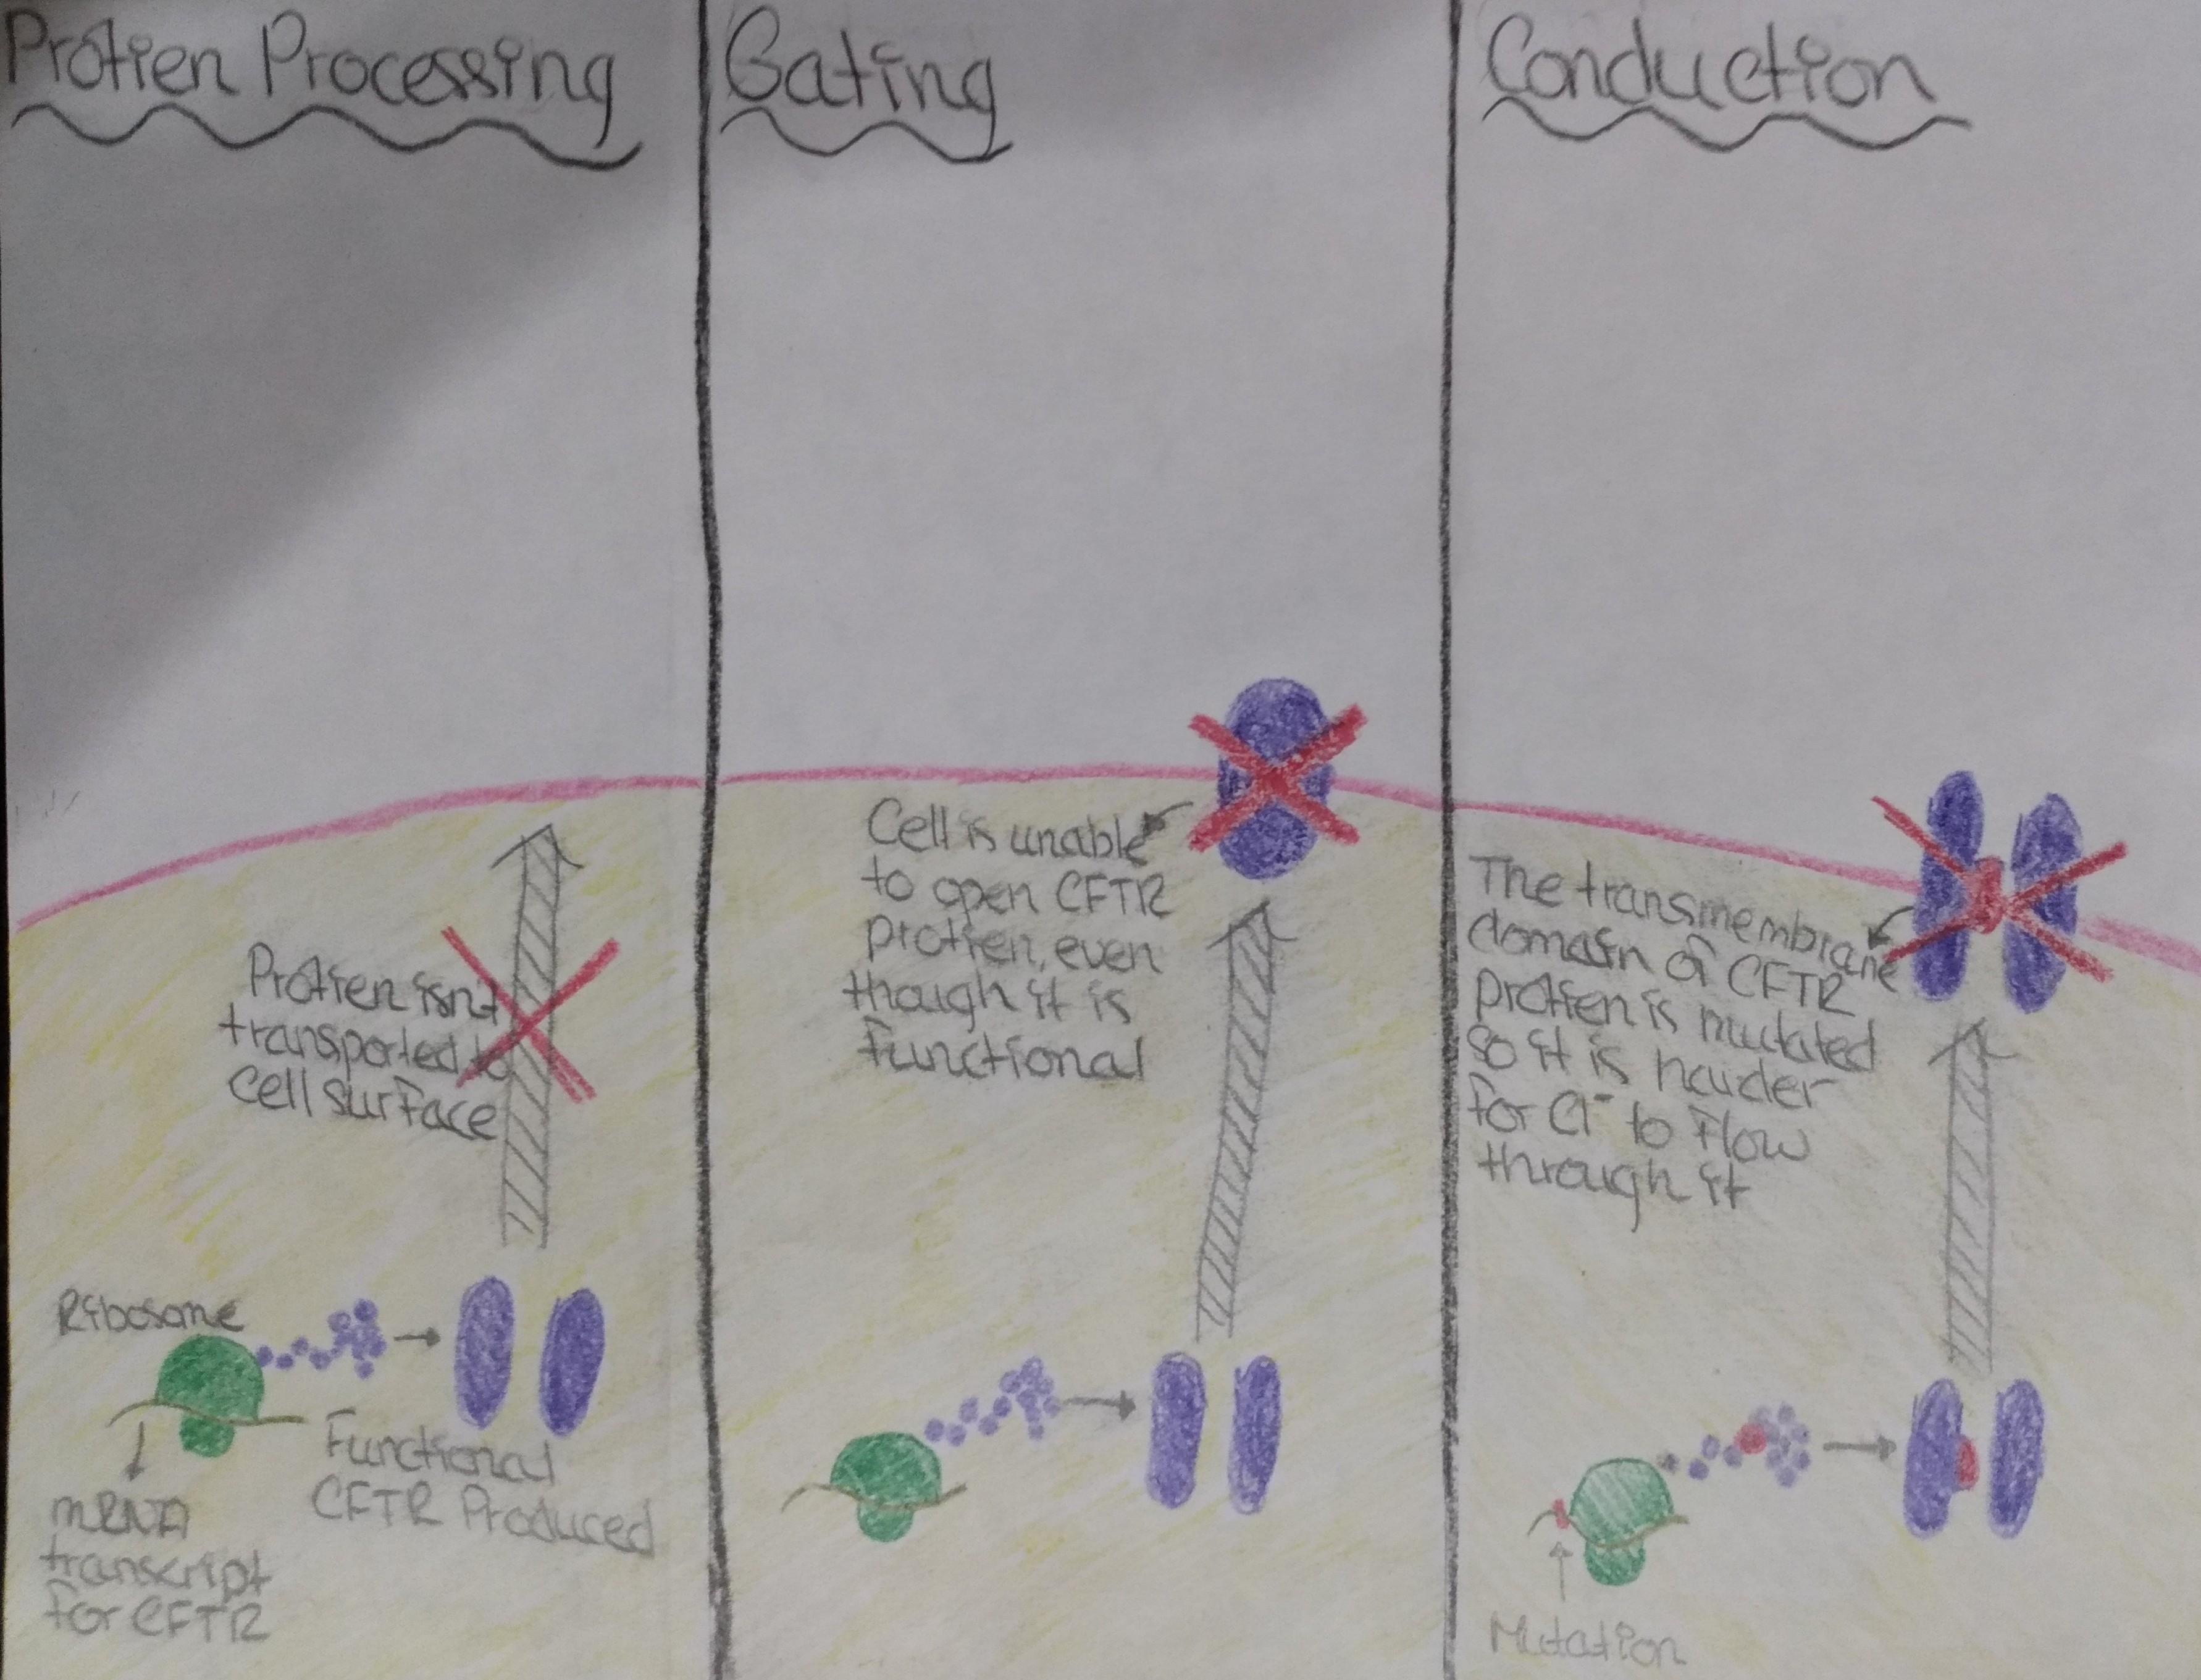 Protien Processing
Protien isn't
transported to
cell surface
Ribosome
Functional
CFTR Produced
mRNA
transcript
for CFTR
Gating
Cell is unable
to open CFTR
protien, even
though it is
functional
Conduction
The transmembrane
domain of CFTR
protien is mutated
so it is harder
for Cl⁻ to flow
through it
Mutation